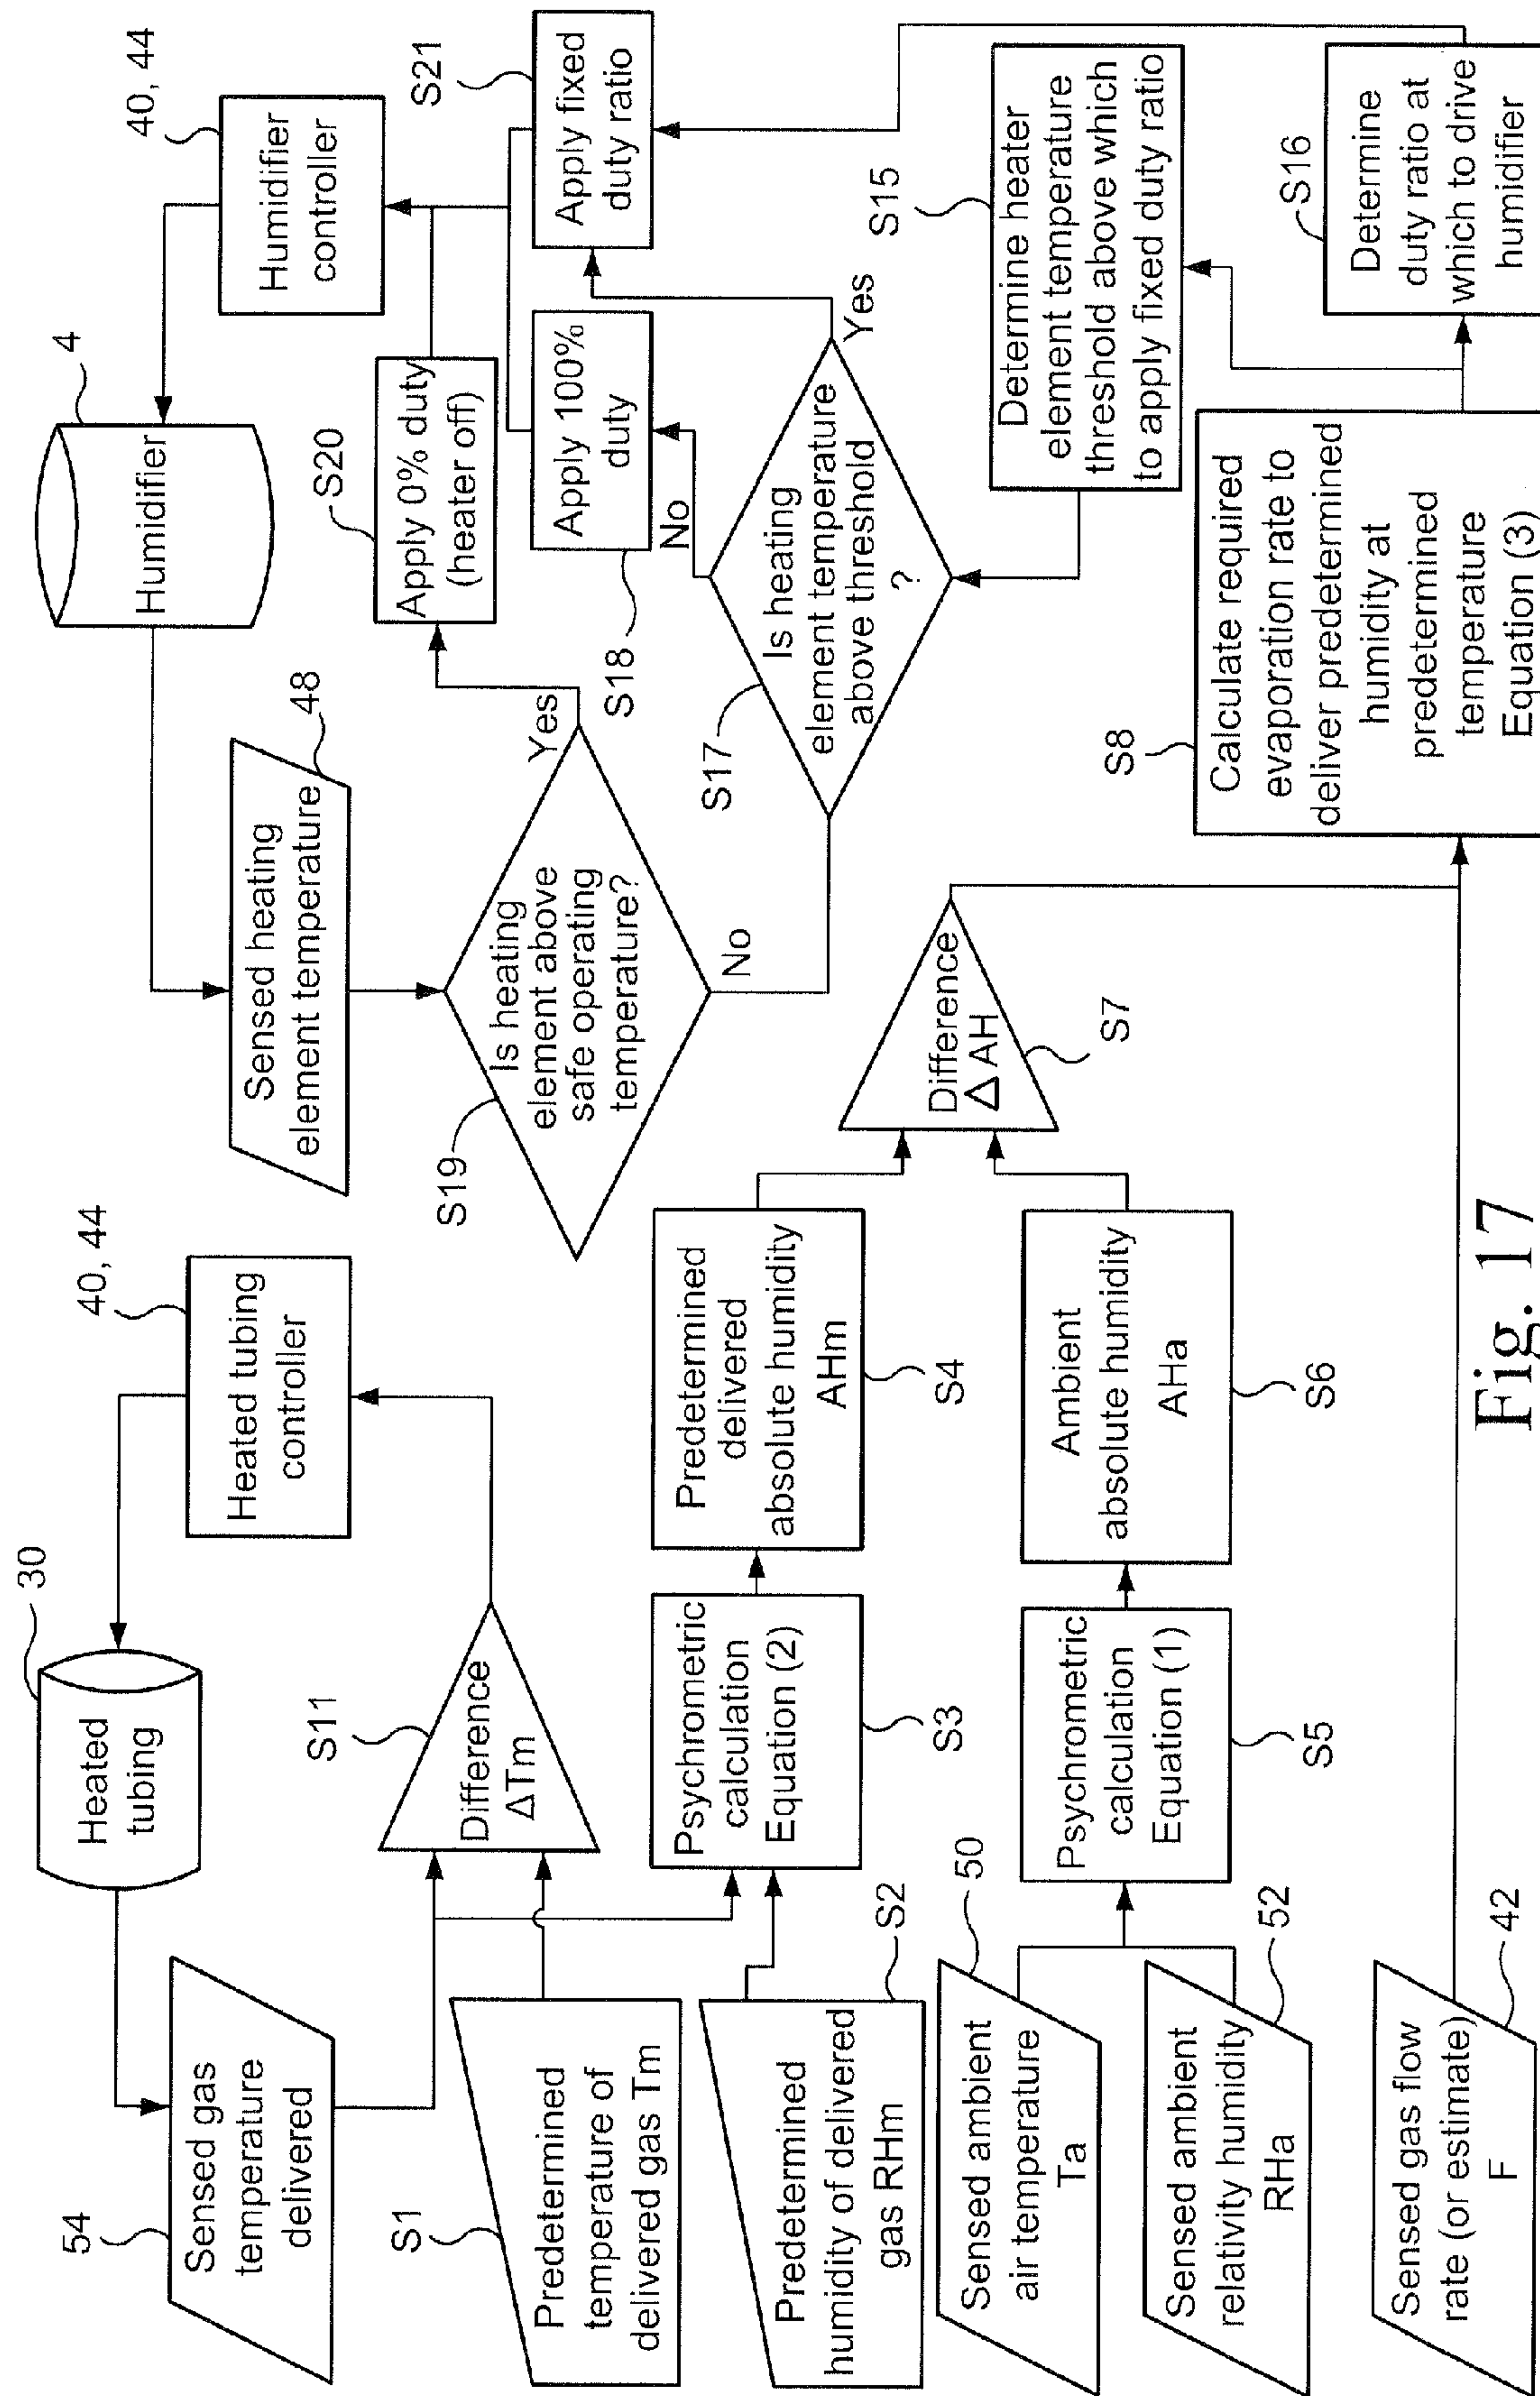 54
Sensed gas
temperature
delivered
30
Heated
tubing
40, 44
Heated tubing
controller
S11
Difference
ΔTm
S1
Predetermined
temperature of
delivered gas Tm
Predetermined
humidity of delivered
gas RHm
S2
Psychrometric
calculation
Equation (2)
S3
Predetermined
delivered
absolute humidity
AHm
S4
Sensed ambient
air temperature
Ta
50
Sensed ambient
relativity humidity
RHa
52
Psychrometric
calculation
Equation (1)
S5
Ambient
absolute humidity
AHa
S6
Difference
Δ AH
S7
Sensed gas flow
rate (or estimate)
F
42
Sensed heating
element temperature
48
Humidifier
4
Humidifier
controller
40, 44
S19
Is heating
element above
safe operating
temperature?
Yes
No
S20
Apply 0% duty
(heater off)
S18
Apply 100%
duty
S21
Apply fixed
duty ratio
S17
Is heating
element temperature
above threshold
?
No
Yes
S15
Determine heater
element temperature
threshold above which
to apply fixed duty ratio
S8
Calculate required
evaporation rate to
deliver predetermined
humidity at
predetermined
temperature
Equation (3)
S16
Determine
duty ratio at
which to drive
humidifier
Fig. 17